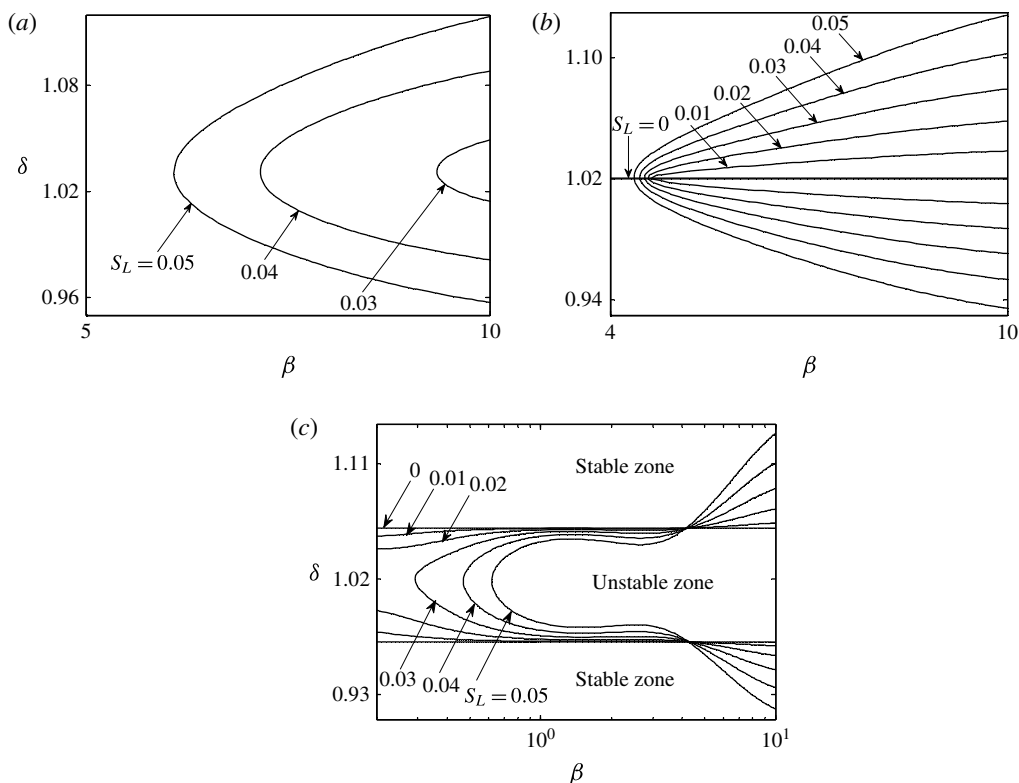 (a)
1.08
δ
1.02
0.96
S_L = 0.05
0.04
0.03
5
10
β
(b)
1.10
1.02
0.94
S_L = 0
0.01
0.02
0.03
0.04
0.05
4
10
β
(c)
1.11
δ
1.02
0.93
0
0.01
0.02
Stable zone
Unstable zone
Stable zone
0.03
0.04
S_L = 0.05
10^0
10^1
β